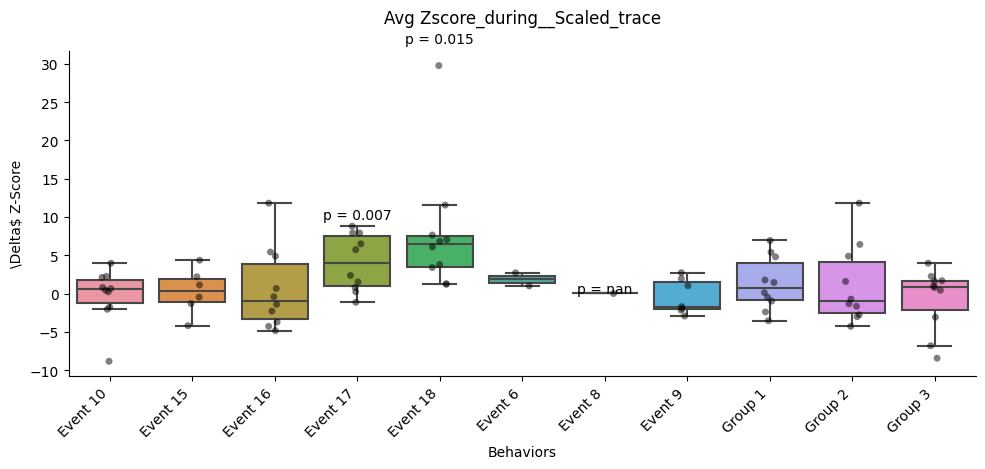 Avg Zscore_during__Scaled_trace
p = 0.015
30
25
20
15
10
5
0
−5
−10
\Delta$ Z-Score
p = 0.007
p = nan
Event 10
Event 15
Event 16
Event 17
Event 18
Event 6
Event 8
Event 9
Group 1
Group 2
Group 3
Behaviors